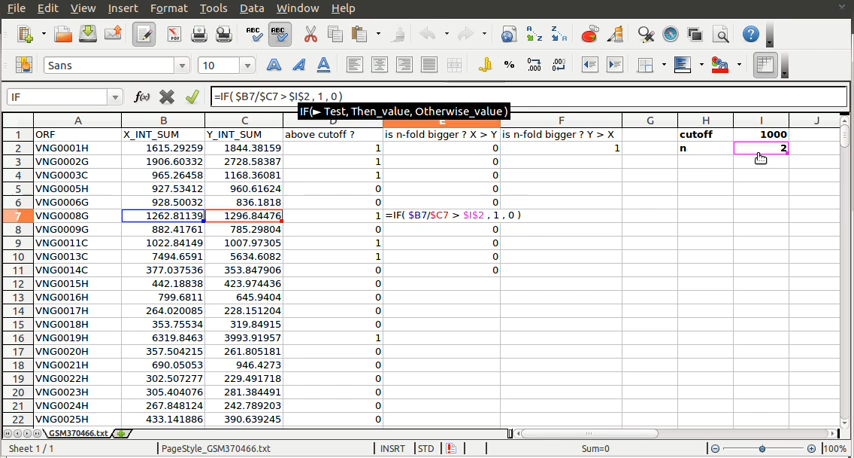 File Edit View Insert Format Tools Data Window Help
Sans 10
IF =IF( $B7/$C7 > $I$2 , 1 , 0 )
IF(► Test, Then_value, Otherwise_value )
A B C D E F G H I J
1 ORF X_INT_SUM Y_INT_SUM above cutoff ? is n-fold bigger ? X > Y is n-fold bigger ? Y > X cutoff 1000
2 VNG0001H 1615.29259 1844.38159 1 0 1 n 2
3 VNG0002G 1906.60332 2728.58387 1 0
4 VNG0003C 965.26458 1168.36081 1 0
5 VNG0005H 927.53412 960.61624 0 0
6 VNG0006G 928.50032 836.1818 0 0
7 VNG0008G 1262.81139 1296.84476 1 =IF( $B7/$C7 > $I$2 , 1 , 0 )
8 VNG0009G 882.41761 785.29804 0 0
9 VNG0011C 1022.84149 1007.97305 1 0
10 VNG0013C 7494.6591 5634.6082 1 0
11 VNG0014C 377.037536 353.847906 0 0
12 VNG0015H 442.18838 423.974436 0
13 VNG0016H 799.6811 645.9404 0
14 VNG0017H 264.020085 228.151204 0
15 VNG0018H 353.75534 319.84915 0
16 VNG0019H 6319.8463 3993.91957 1
17 VNG0020H 357.504215 261.805181 0
18 VNG0021H 690.05053 946.4273 0
19 VNG0022H 302.507277 229.491718 0
20 VNG0023H 305.404076 281.384491 0
21 VNG0024H 267.848124 242.789203 0
22 VNG0025H 433.141886 390.639245 0
GSM370466.txt
Sheet 1 / 1 PageStyle_GSM370466.txt INSRT STD Sum=0 100%